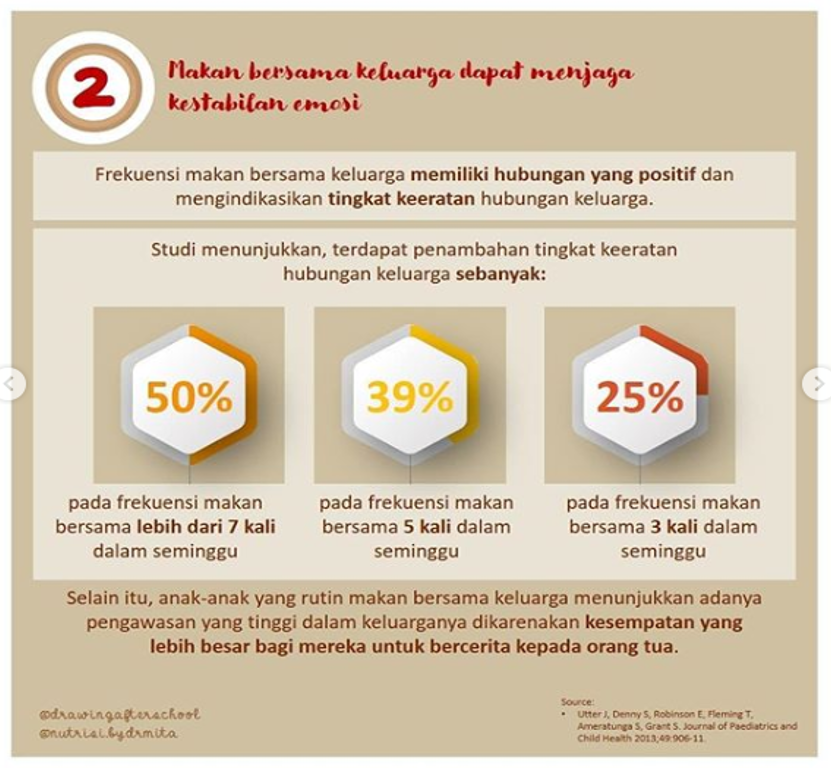 2
Makan bersama keluarga dapat menjaga
kestabilan emosi
Frekuensi makan bersama keluarga memiliki hubungan yang positif dan
mengindikasikan tingkat keeratan hubungan keluarga.
Studi menunjukkan, terdapat penambahan tingkat keeratan
hubungan keluarga sebanyak:
50%
pada frekuensi makan
bersama lebih dari 7 kali
dalam seminggu
39%
pada frekuensi makan
bersama 5 kali dalam
seminggu
25%
pada frekuensi makan
bersama 3 kali dalam
seminggu
Selain itu, anak-anak yang rutin makan bersama keluarga menunjukkan adanya
pengawasan yang tinggi dalam keluarganya dikarenakan kesempatan yang
lebih besar bagi mereka untuk bercerita kepada orang tua.
@drawingafterschool
@nutrisi.bydrmita
Source:
• Utter J, Denny S, Robinson E, Fleming T,
Ameratunga S, Grant S. Journal of Paediatrics and
Child Health 2013;49:906-11.